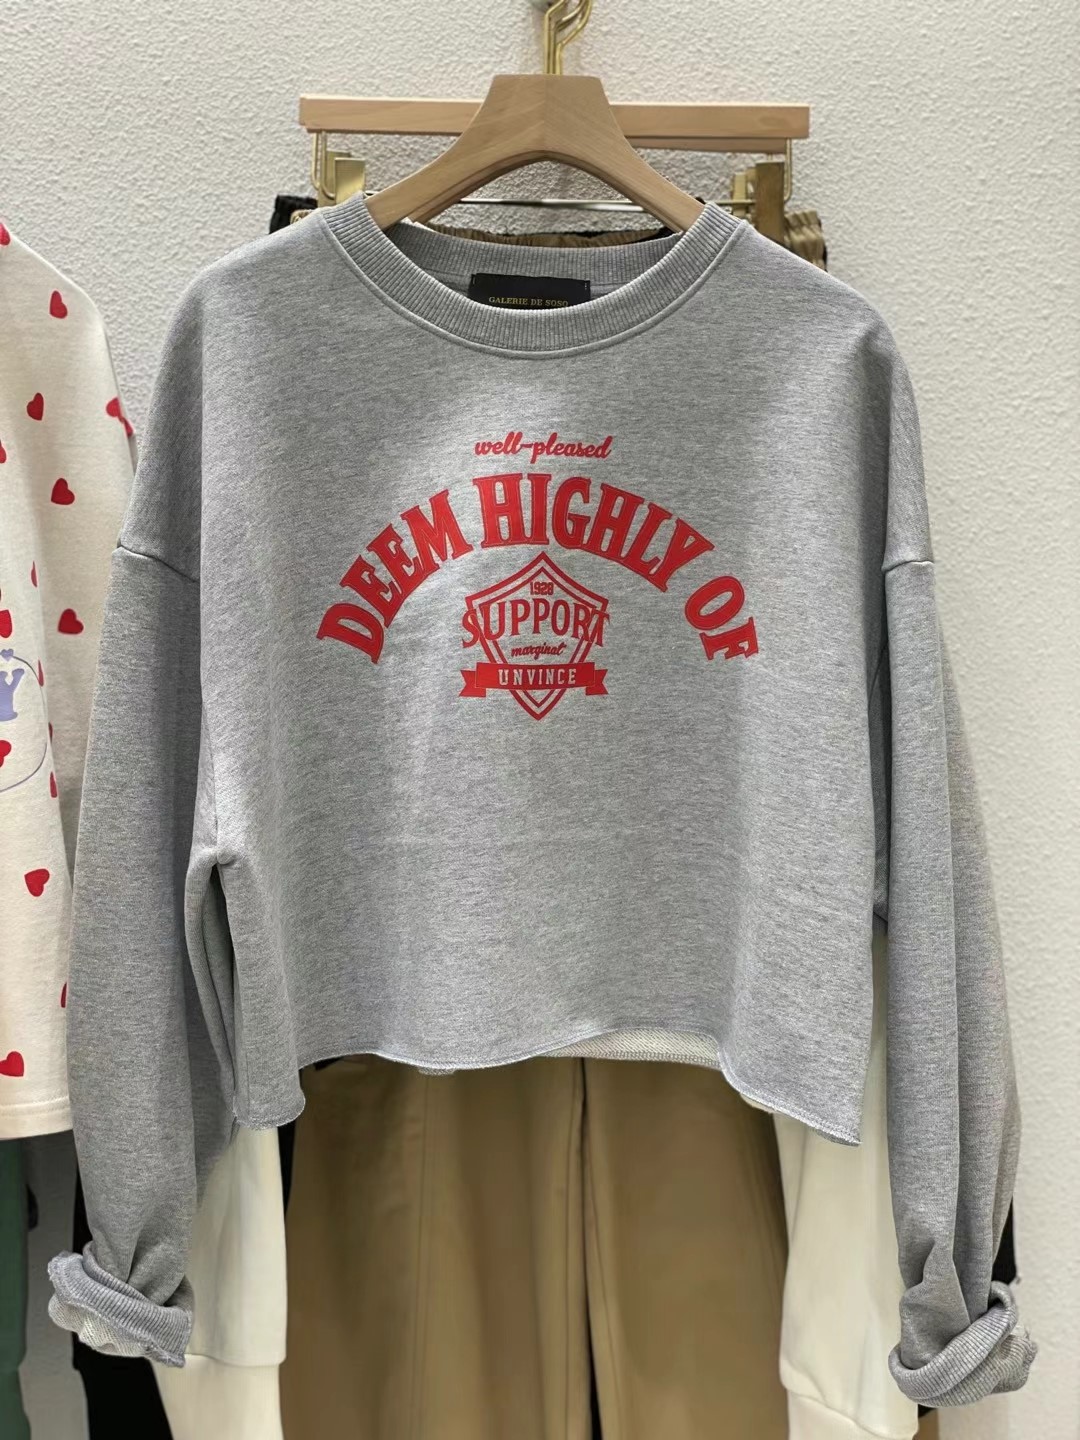 GALERIE DE SOSO
well-pleased
DEEM HIGHLY OF
1928
SUPPORT
marginal
UNVINCE
Y